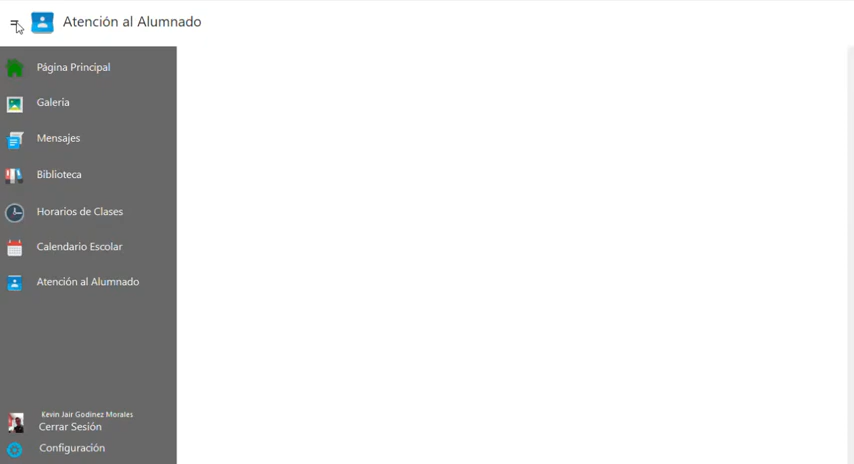 Atención al Alumnado
Página Principal
Galeria
Mensajes
Biblioteca
Horarios de Clases
Calendario Escolar
Atención al Alumnado
Kevin Jair Godinez Morales
Cerrar Sesión
Configuración